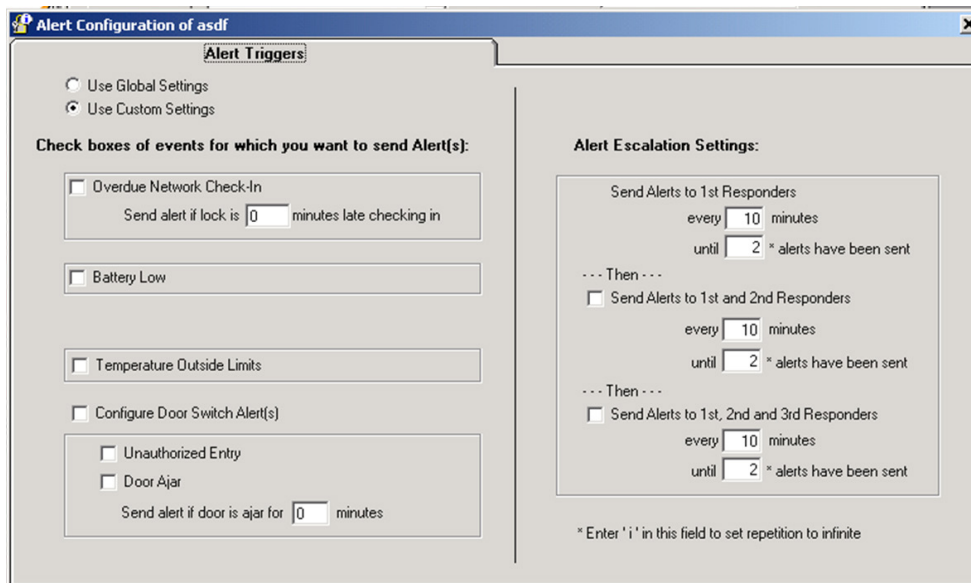 Alert Configuration of asdf
Alert Triggers
Use Global Settings
Use Custom Settings
Check boxes of events for which you want to send Alert(s):
Overdue Network Check-In
Send alert if lock is 0 minutes late checking in
Battery Low
Temperature Outside Limits
Configure Door Switch Alert(s)
Unauthorized Entry
Door Ajar
Send alert if door is ajar for 0 minutes
Alert Escalation Settings:
Send Alerts to 1st Responders
every 10 minutes
until 2 * alerts have been sent
- - - Then - - -
Send Alerts to 1st and 2nd Responders
every 10 minutes
until 2 * alerts have been sent
- - - Then - - -
Send Alerts to 1st, 2nd and 3rd Responders
every 10 minutes
until 2 * alerts have been sent
* Enter ' i ' in this field to set repetition to infinite